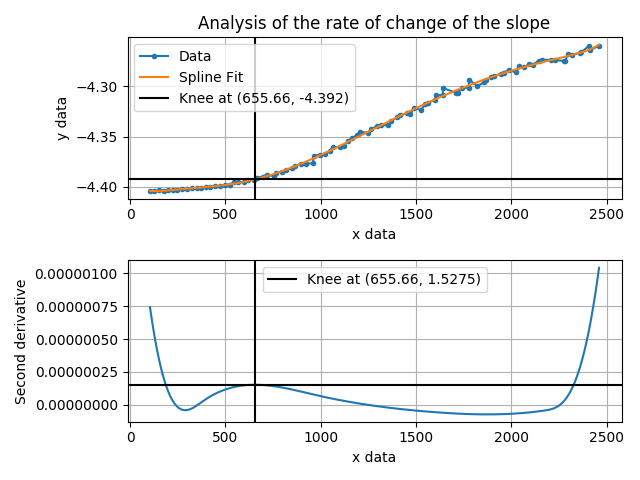 Analysis of the rate of change of the slope
Data
Spline Fit
Knee at (655.66, -4.392)
y data
−4.30
−4.35
−4.40
0 500 1000 1500 2000 2500
x data
Knee at (655.66, 1.5275)
Second derivative
0.00000100
0.00000075
0.00000050
0.00000025
0.00000000
0 500 1000 1500 2000 2500
x data